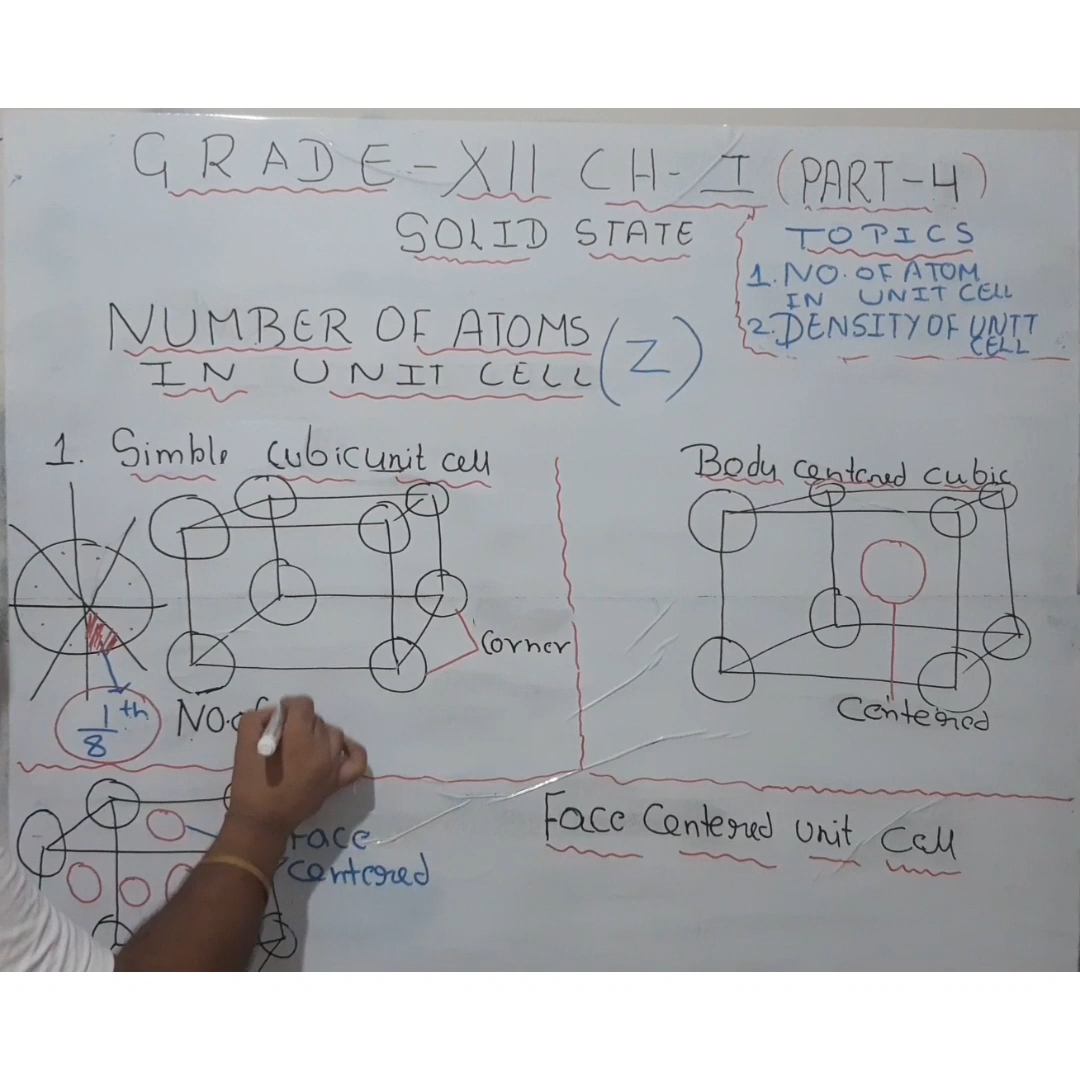 GRADE-XII CH-I (PART-4)
SOLID STATE
TOPICS
1. NO. OF ATOM
IN UNIT CELL
2. DENSITY OF UNIT
CELL
NUMBER OF ATOMS
IN UNIT CELL (Z)
1. Simble cubic unit cell
Corner
1/8 th
NO. of
Body centered cubic
Centered
Face
centered
Face Centered unit Cell